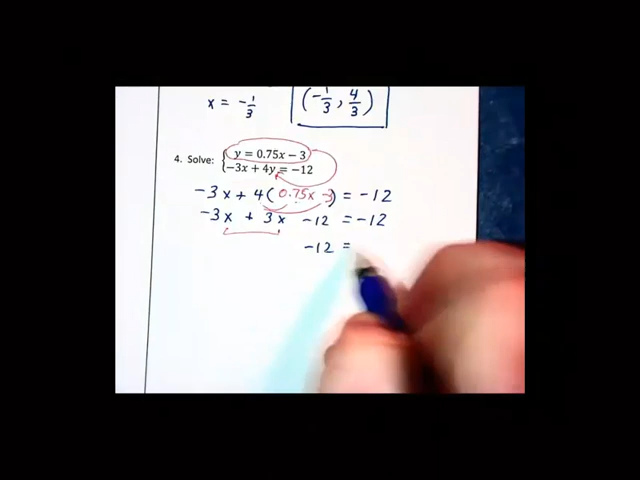 x = -1/3 (-1/3, 4/3)
4. Solve: { y = 0.75x − 3
−3x + 4y = −12
-3x + 4(0.75x -3) = -12
-3x + 3x -12 = -12
-12 =